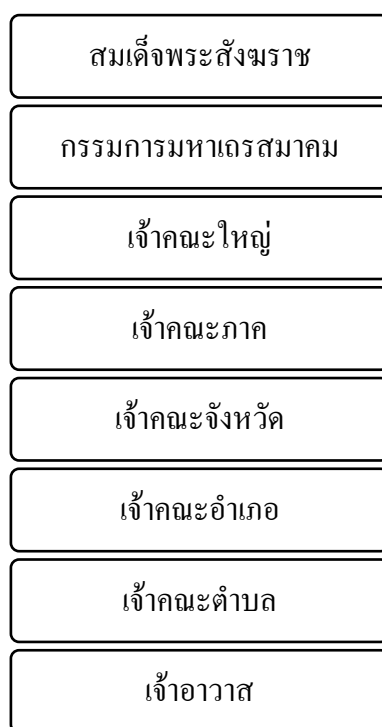 สมเด็จพระสังฆราช
กรรมการมหาเถรสมาคม
เจ้าคณะใหญ่
เจ้าคณะภาค
เจ้าคณะจังหวัด
เจ้าคณะอำเภอ
เจ้าคณะตำบล
เจ้าอาวาส